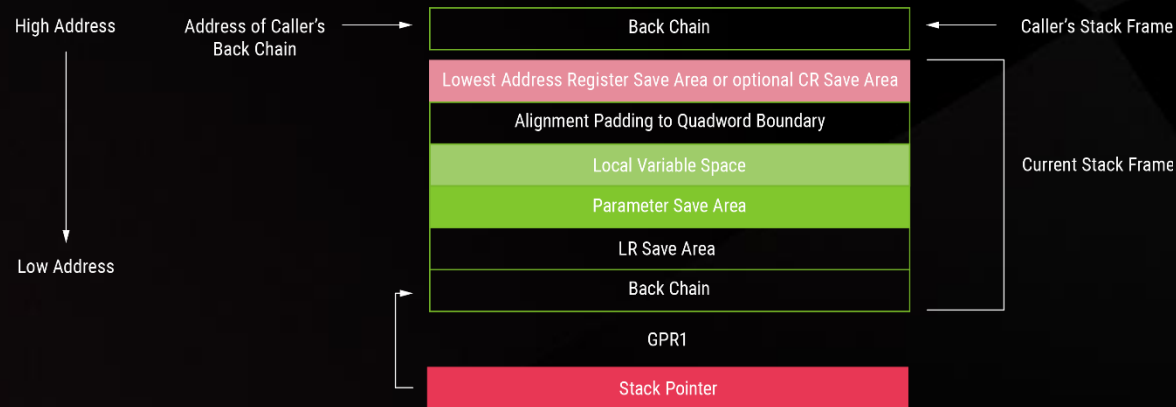 High Address
Address of Caller's
Back Chain
Back Chain
Caller's Stack Frame
Lowest Address Register Save Area or optional CR Save Area
Alignment Padding to Quadword Boundary
Local Variable Space
Current Stack Frame
Parameter Save Area
LR Save Area
Low Address
Back Chain
GPR1
Stack Pointer